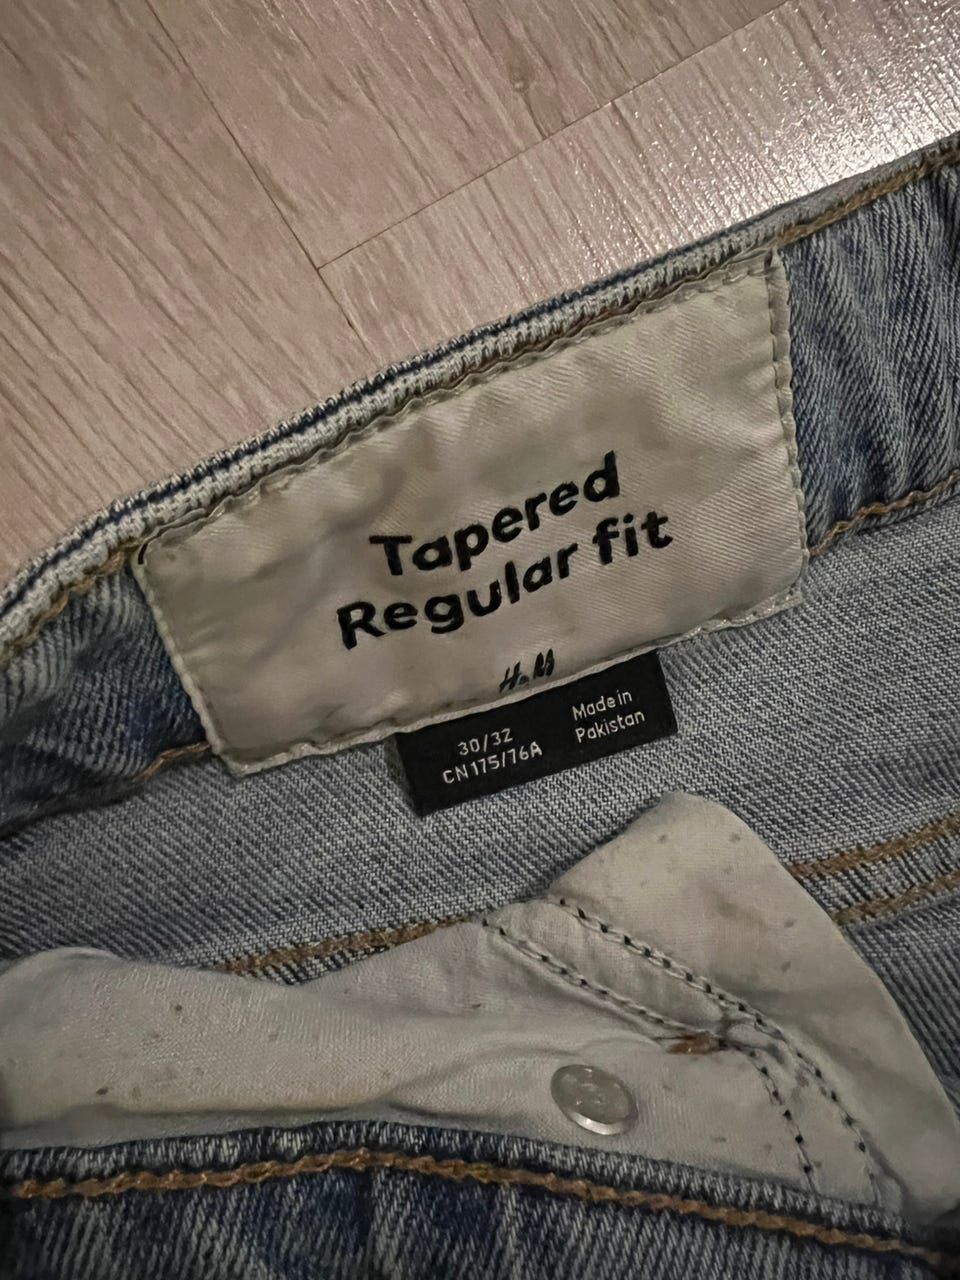 Tapered
Regular fit
H&M
30/32
CN175/76A
Made in
Pakistan